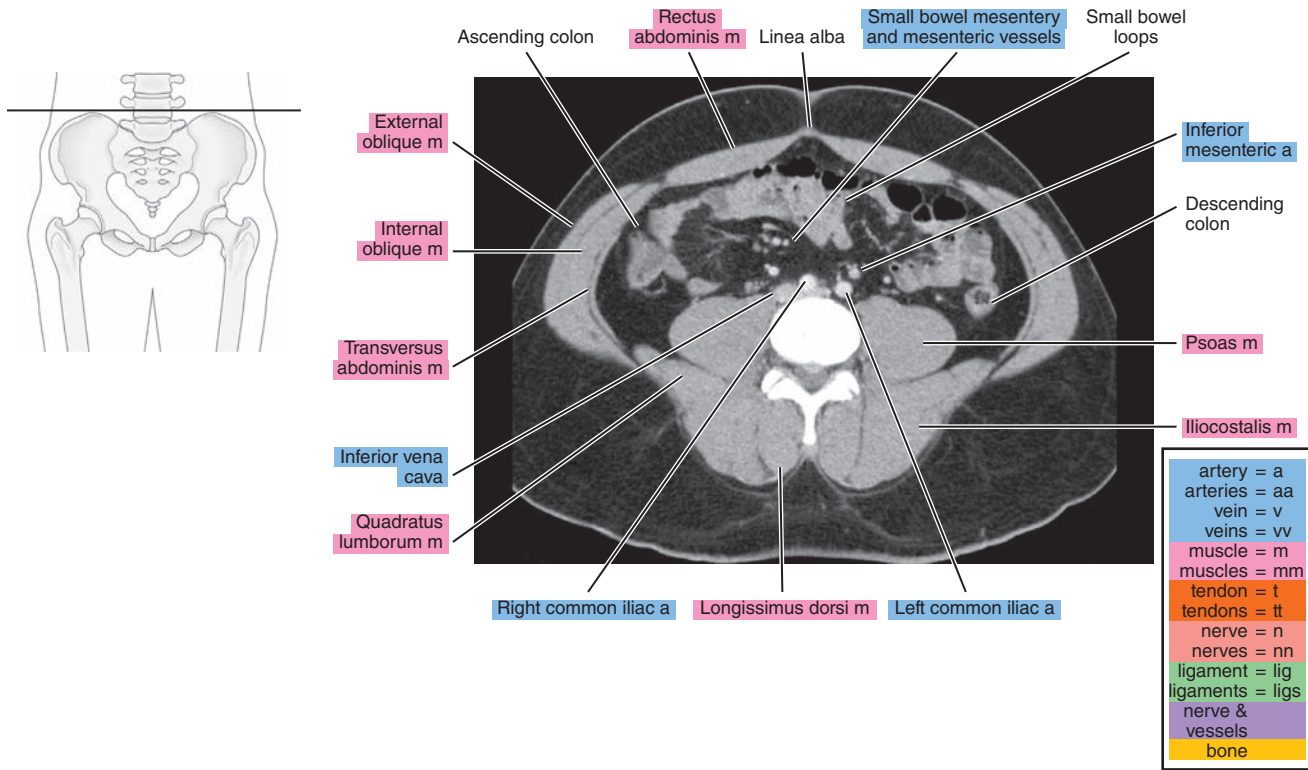 Ascending colon
Rectus
abdominis m
Linea alba
Small bowel mesentery
and mesenteric vessels
Small bowel
loops
External
oblique m
Inferior
mesenteric a
Internal
oblique m
Descending
colon
Transversus
abdominis m
Psoas m
Iliocostalis m
Inferior vena
cava
Quadratus
lumborum m
Right common iliac a
Longissimus dorsi m
Left common iliac a
artery = a
arteries = aa
vein = v
veins = vv
muscle = m
muscles = mm
tendon = t
tendons = tt
nerve = n
nerves = nn
ligament = lig
ligaments = ligs
nerve &
vessels
bone